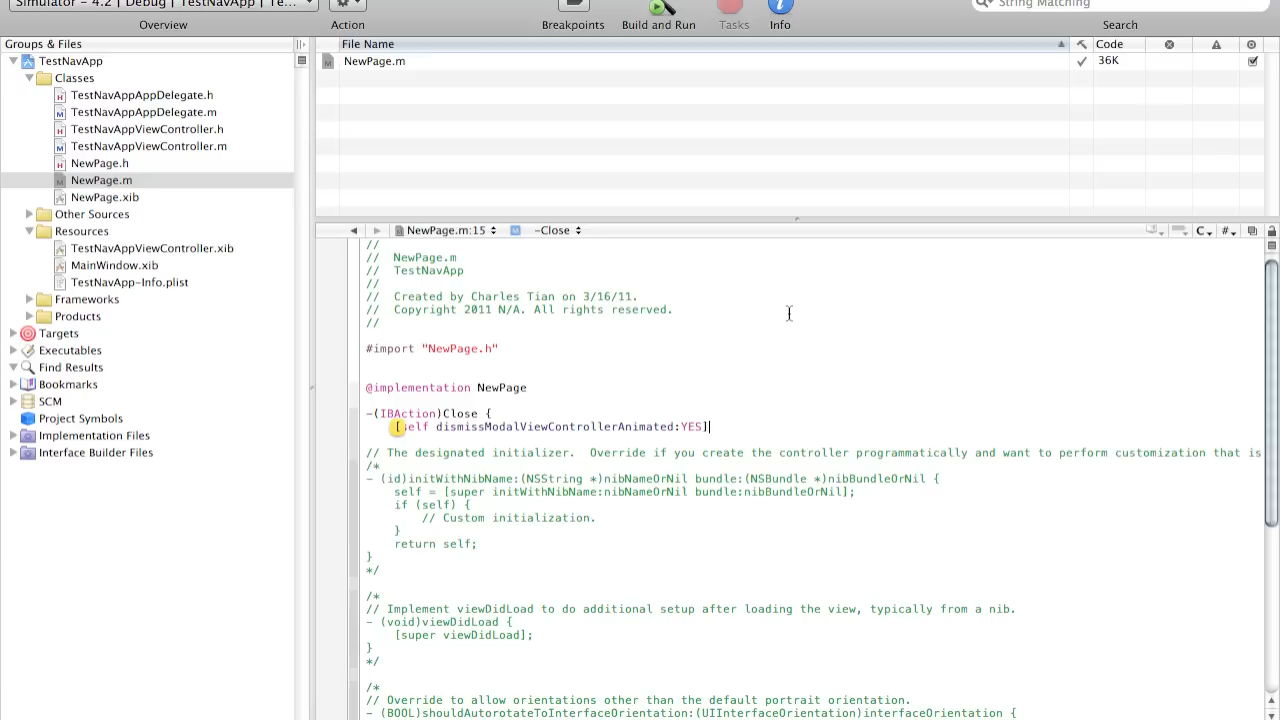 Simulator - 4.2 | Debug | TestNavApp | Te...
String Matching
Overview
Action
Breakpoints
Build and Run
Tasks
Info
Search
Groups & Files
File Name
Code
TestNavApp
NewPage.m
36K
Classes
TestNavAppAppDelegate.h
TestNavAppAppDelegate.m
TestNavAppViewController.h
TestNavAppViewController.m
NewPage.h
NewPage.m
NewPage.xib
Other Sources
Resources
TestNavAppViewController.xib
MainWindow.xib
TestNavApp-Info.plist
Frameworks
Products
Targets
Executables
Find Results
Bookmarks
SCM
Project Symbols
Implementation Files
Interface Builder Files
NewPage.m:15
-Close
C
#
//
//  NewPage.m
//  TestNavApp
//
//  Created by Charles Tian on 3/16/11.
//  Copyright 2011 N/A. All rights reserved.
//
#import "NewPage.h"
@implementation NewPage
-(IBAction)Close {
[self dismissModalViewControllerAnimated:YES]
// The designated initializer.  Override if you create the controller programmatically and want to perform customization that is
/*
- (id)initWithNibName:(NSString *)nibNameOrNil bundle:(NSBundle *)nibBundleOrNil {
self = [super initWithNibName:nibNameOrNil bundle:nibBundleOrNil];
if (self) {
// Custom initialization.
}
return self;
}
*/
/*
// Implement viewDidLoad to do additional setup after loading the view, typically from a nib.
- (void)viewDidLoad {
[super viewDidLoad];
}
*/
/*
// Override to allow orientations other than the default portrait orientation.
- (BOOL)shouldAutorotateToInterfaceOrientation:(UIInterfaceOrientation)interfaceOrientation {